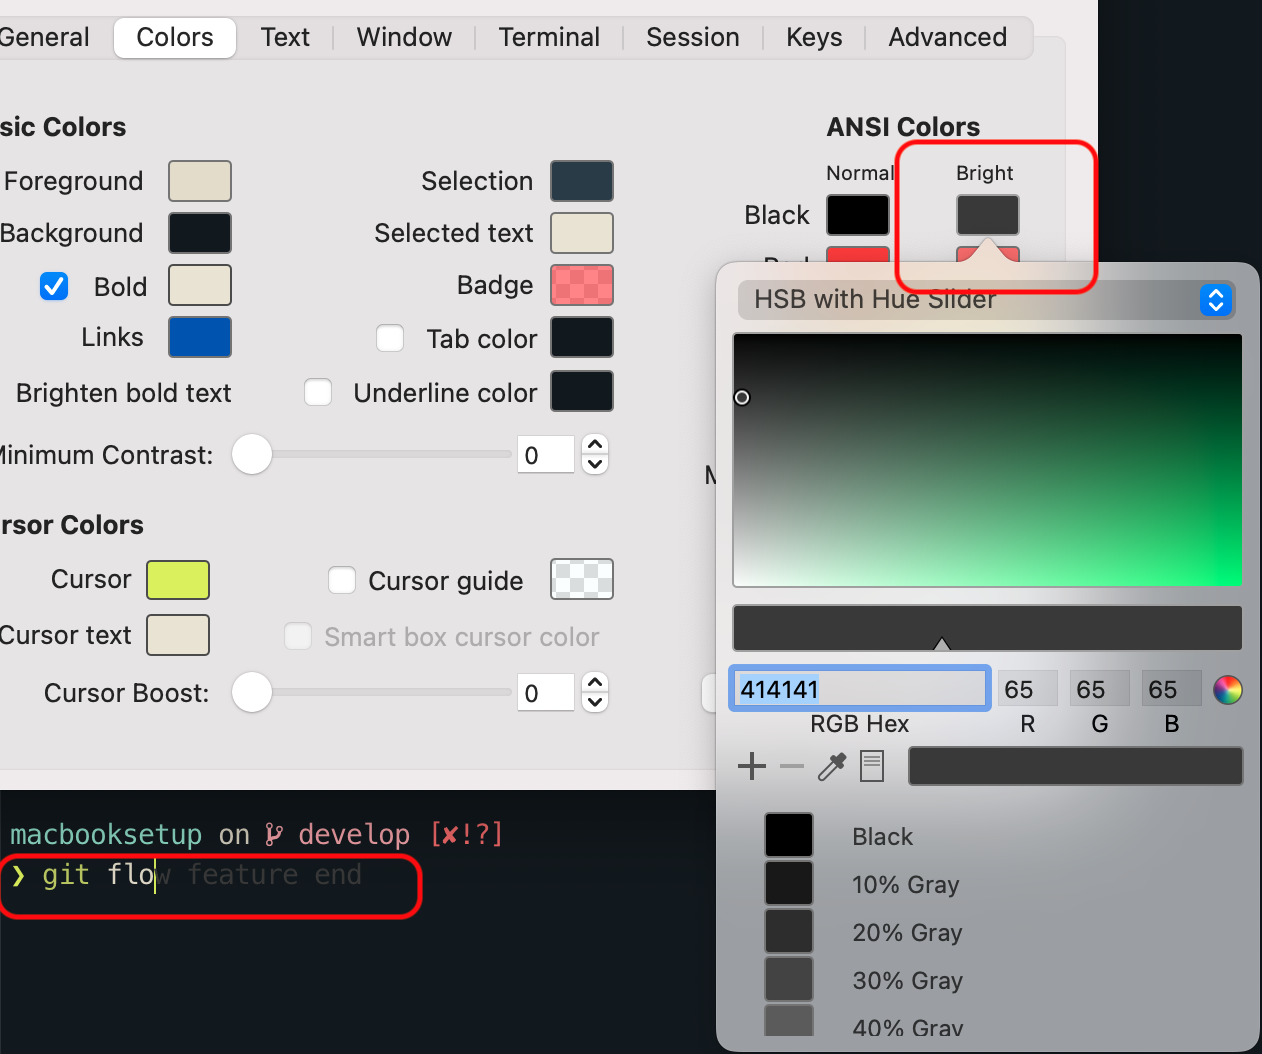 General Colors Text Window Terminal Session Keys Advanced
sic Colors
Foreground
Background
Bold
Links
Brighten bold text
Minimum Contrast: 0
Selection
Selected text
Badge
Tab color
Underline color
rsor Colors
Cursor
Cursor text
Cursor Boost: 0
Cursor guide
Smart box cursor color
ANSI Colors
Normal Bright
Black
Red
M
HSB with Hue Slider
414141 65 65 65
RGB Hex R G B
Black
10% Gray
20% Gray
30% Gray
40% Gray
macbooksetup on develop [✘!?]
❯ git flow feature end